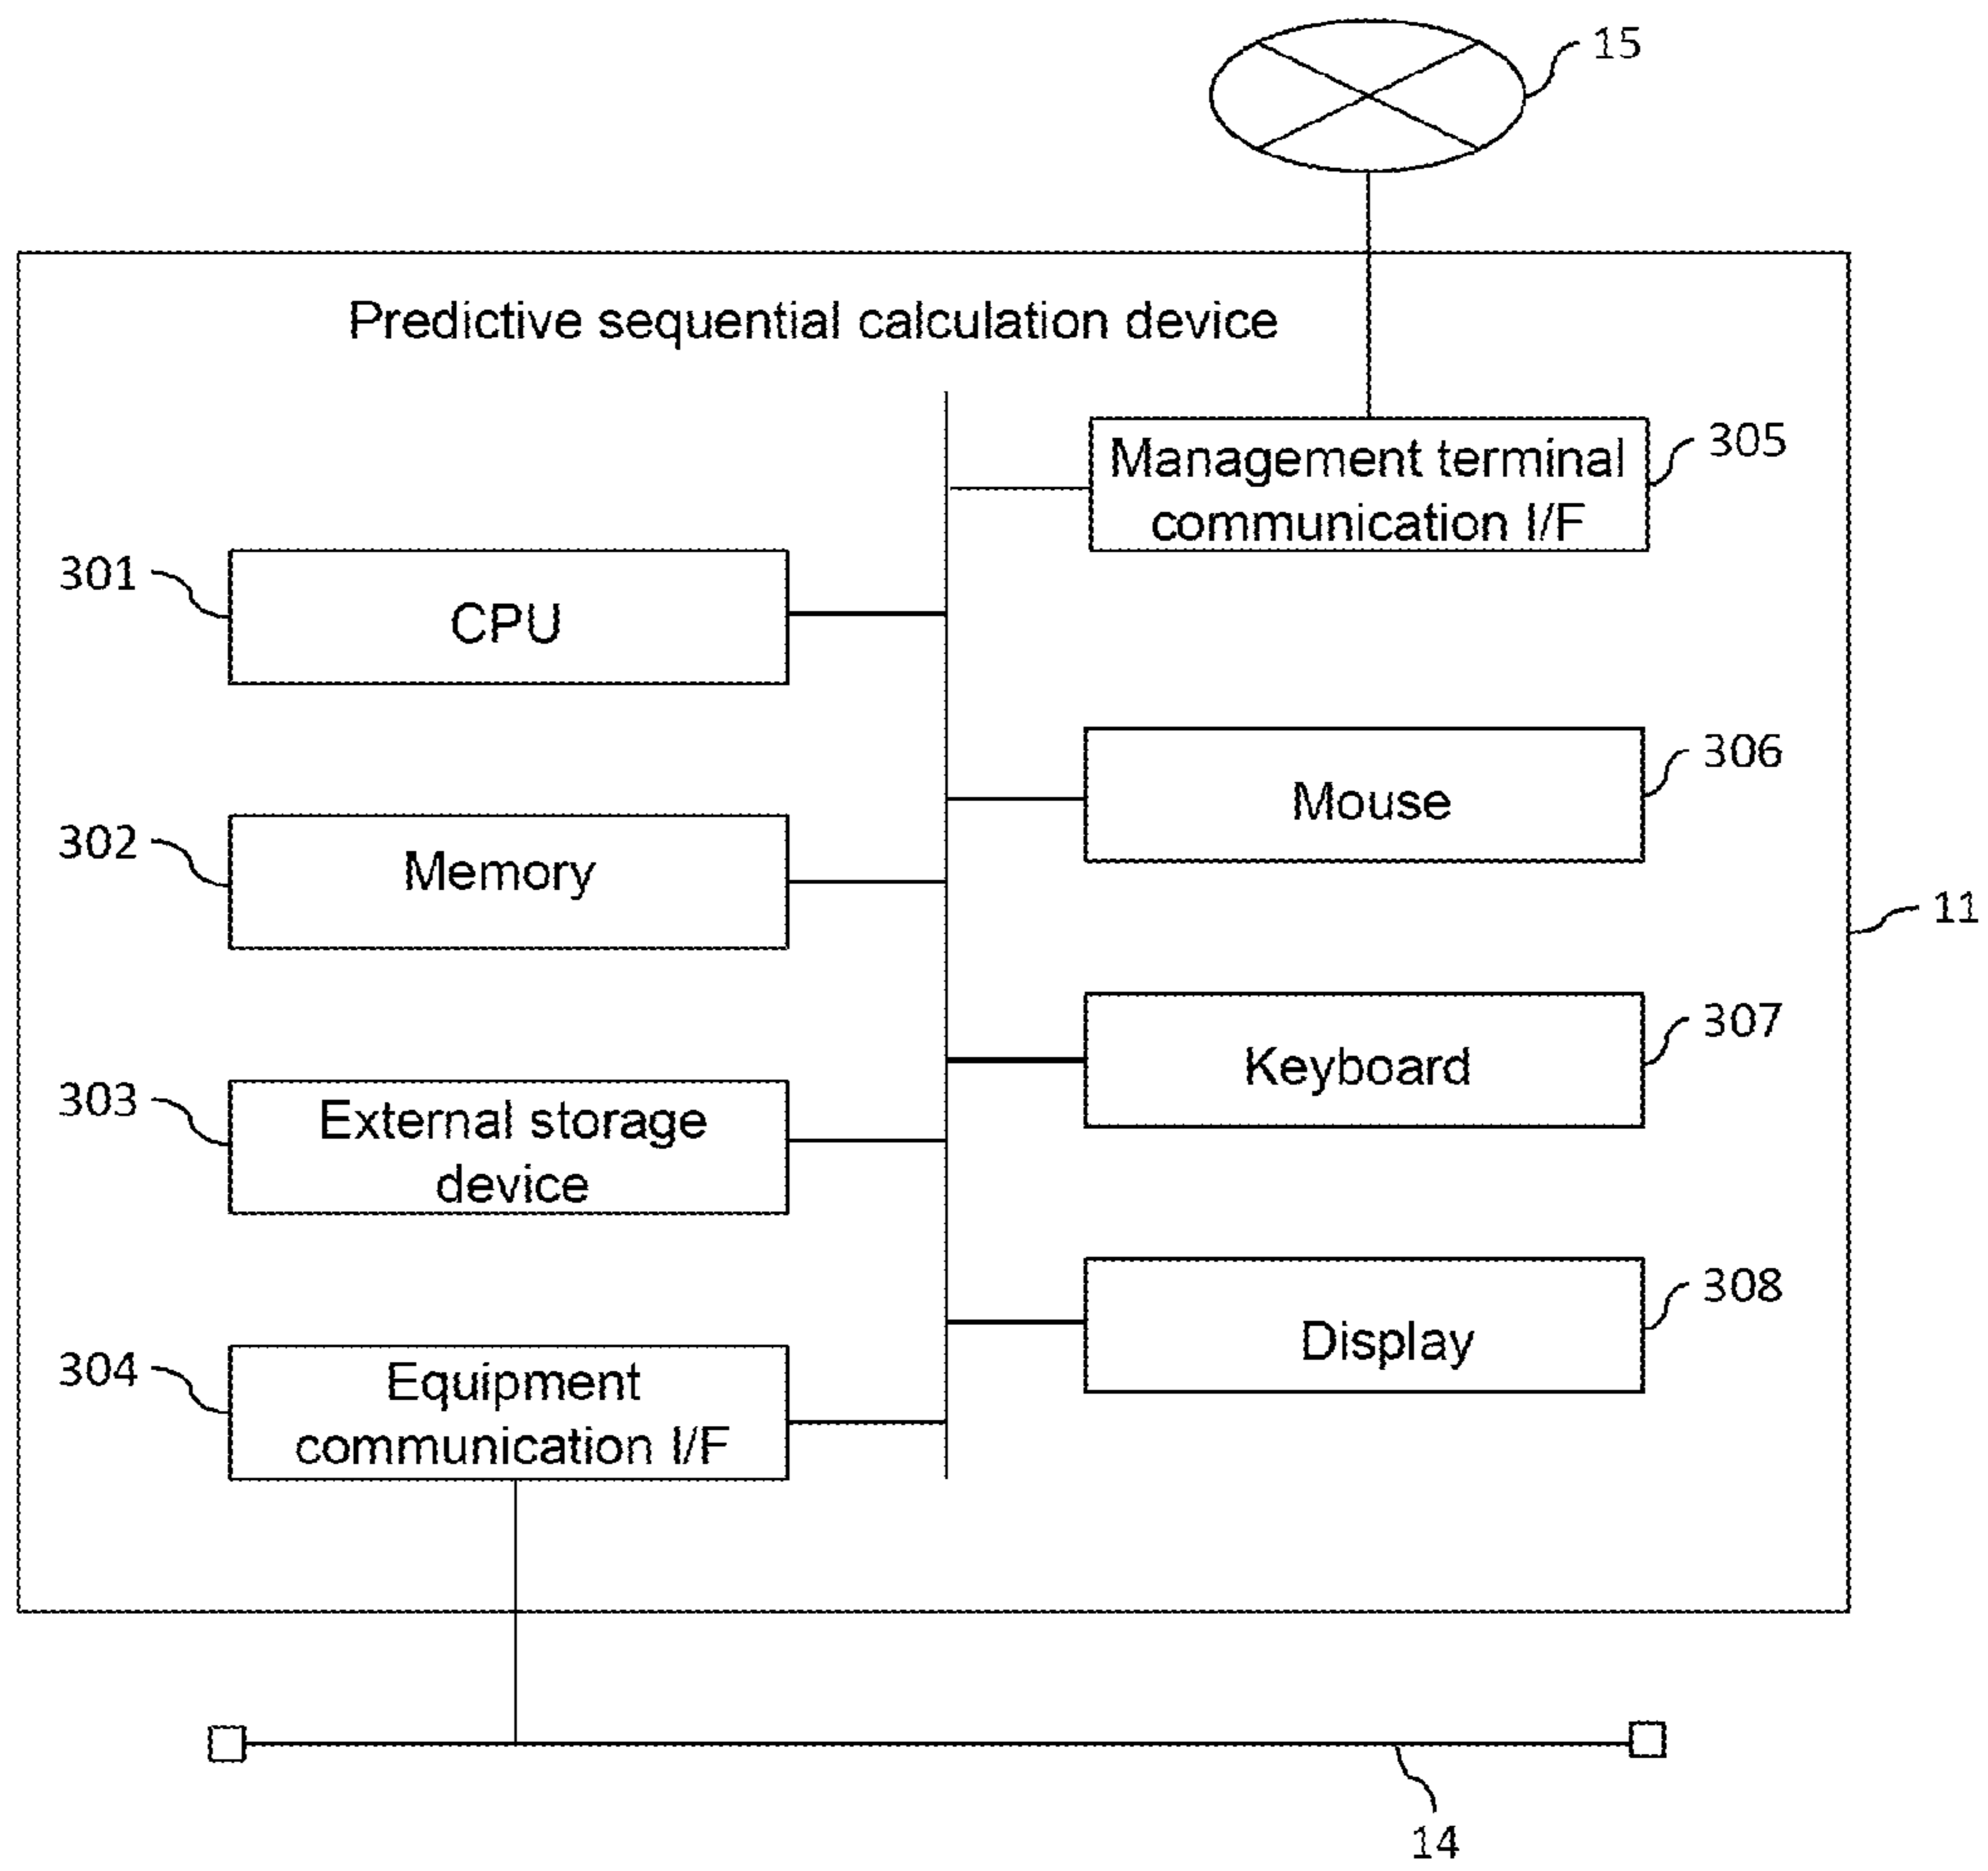 15
Predictive sequential calculation device
Management terminal
communication I/F
305
301
CPU
Mouse
306
302
Memory
11
Keyboard
307
303
External storage
device
Display
308
304
Equipment
communication I/F
14